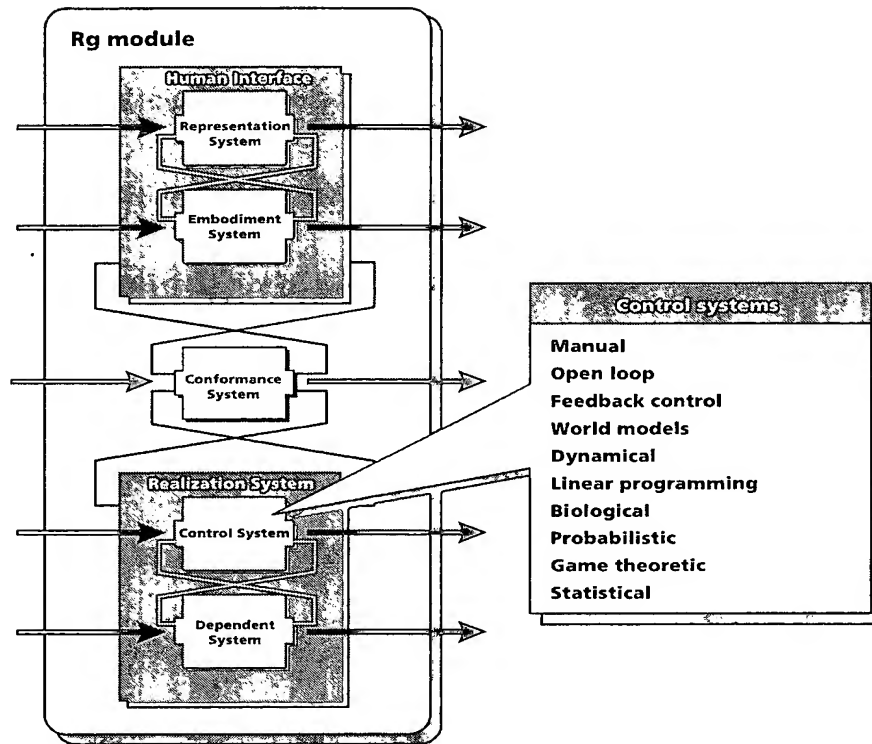 Rg module
Human Interface
Representation
System
Embodiment
System
Conformance
System
Realization System
Control System
Dependent
System
Control systems
Manual
Open loop
Feedback control
World models
Dynamical
Linear programming
Biological
Probabilistic
Game theoretic
Statistical